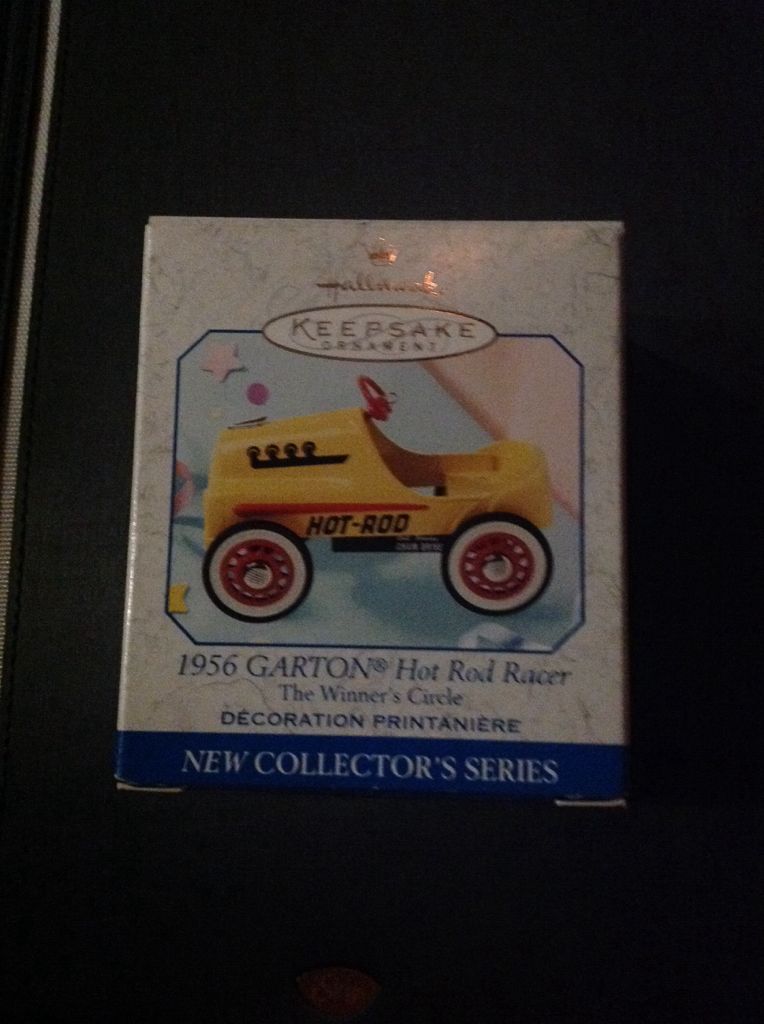 Hallmark
KEEPSAKE
ORNAMENT
HOT-ROD
1956 GARTON® Hot Rod Racer
The Winner's Circle
DÉCORATION PRINTANIÈRE
NEW COLLECTOR'S SERIES